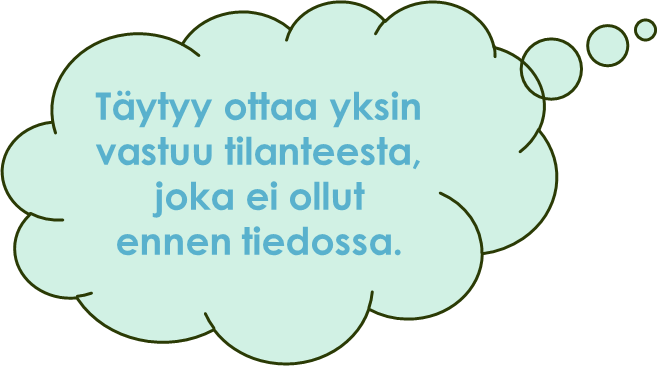 Täytyy ottaa yksin
vastuu tilanteesta,
joka ei ollut
ennen tiedossa.